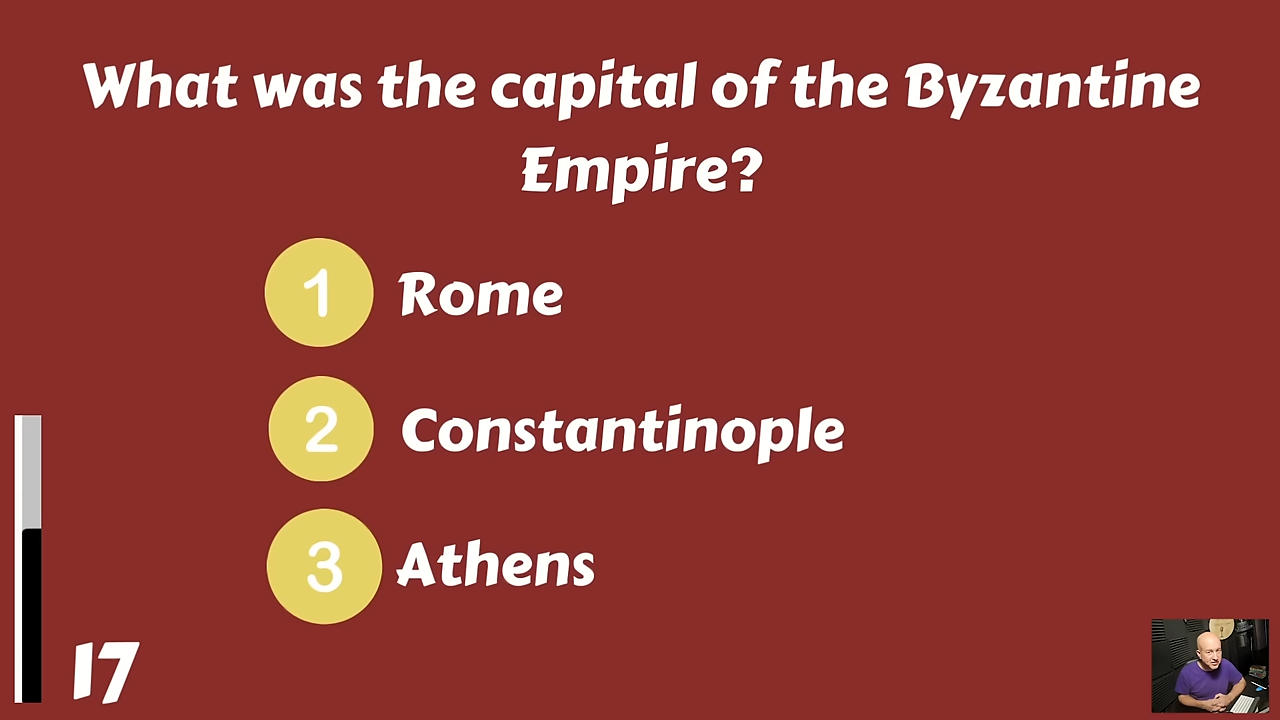 What was the capital of the Byzantine
Empire?
1 Rome
2 Constantinople
3 Athens
17